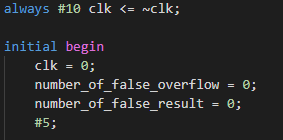 always #10 clk <= ~clk;
initial begin
    clk = 0;
    number_of_false_overflow = 0;
    number_of_false_result = 0;
    #5;